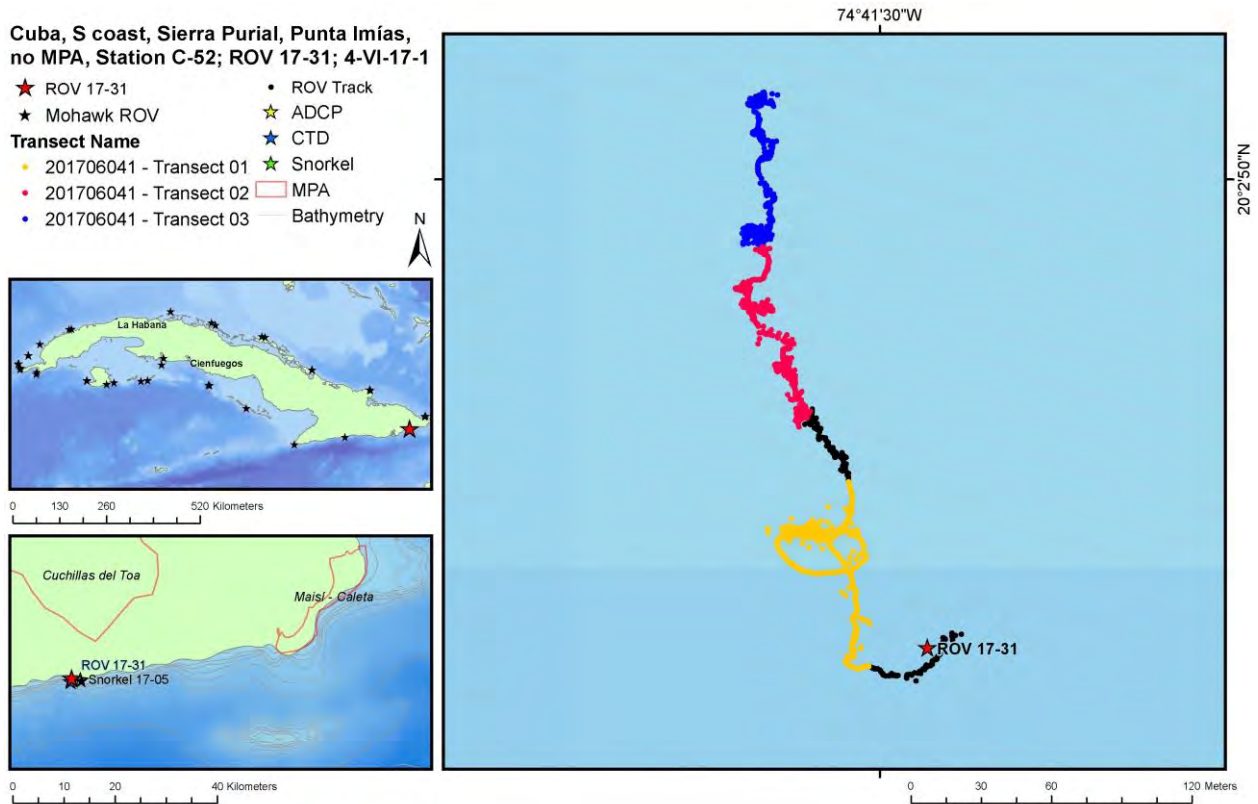 Cuba, S coast, Sierra Purial, Punta Imías,
no MPA, Station C-52; ROV 17-31; 4-VI-17-1
ROV 17-31
Mohawk ROV
Transect Name
201706041 - Transect 01
201706041 - Transect 02
201706041 - Transect 03
ROV Track
ADCP
CTD
Snorkel
MPA
Bathymetry
N
La Habana
Cienfuegos
0 130 260 520 Kilometers
Cuchillas del Toa
Maisí - Caleta
ROV 17-31
Snorkel 17-05
0 10 20 40 Kilometers
74°41'30"W
20°2'50"N
ROV 17-31
0 30 60 120 Meters